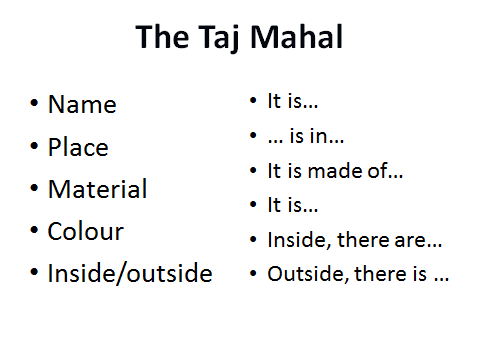 The Taj Mahal
• Name
• Place
• Material
• Colour
• Inside/outside
• It is…
• … is in…
• It is made of…
• It is…
• Inside, there are…
• Outside, there is …